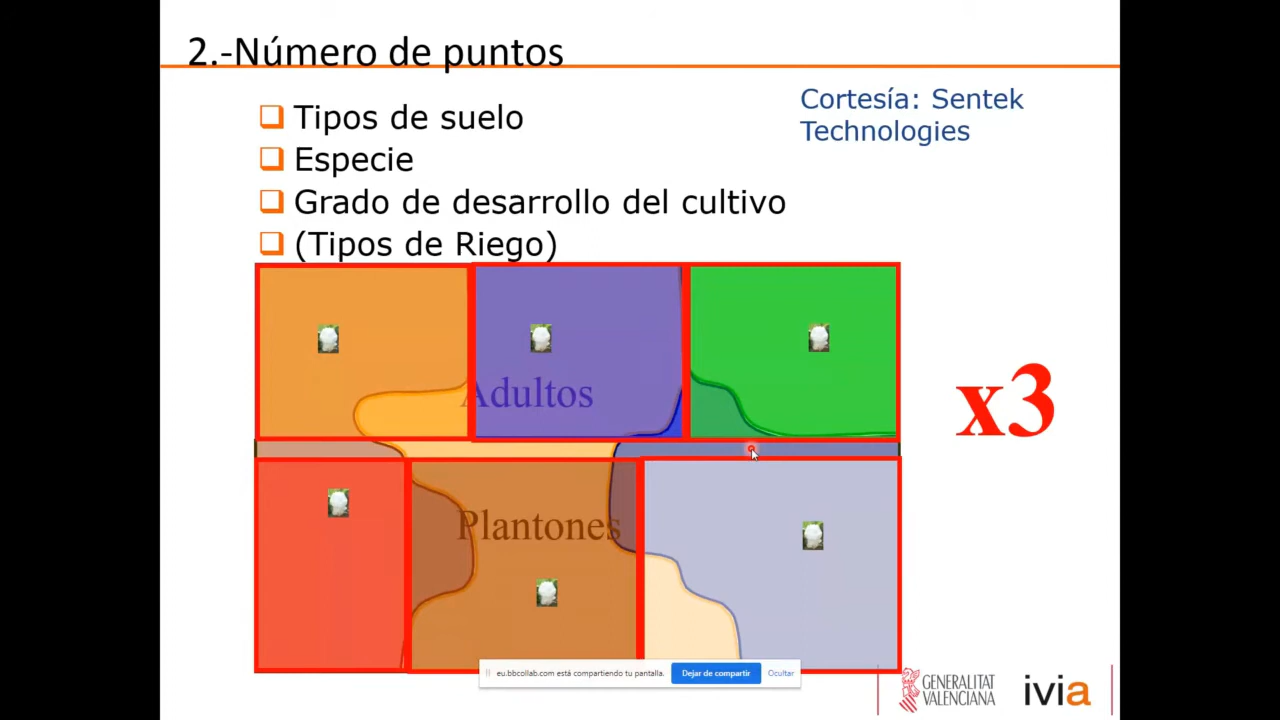 2.-Número de puntos
Cortesía: Sentek
Technologies
Tipos de suelo
Especie
Grado de desarrollo del cultivo
(Tipos de Riego)
Adultos
x3
Plantones
eu.bbcollab.com está compartiendo tu pantalla.
Dejar de compartir
Ocultar
GENERALITAT
VALENCIANA
ivia